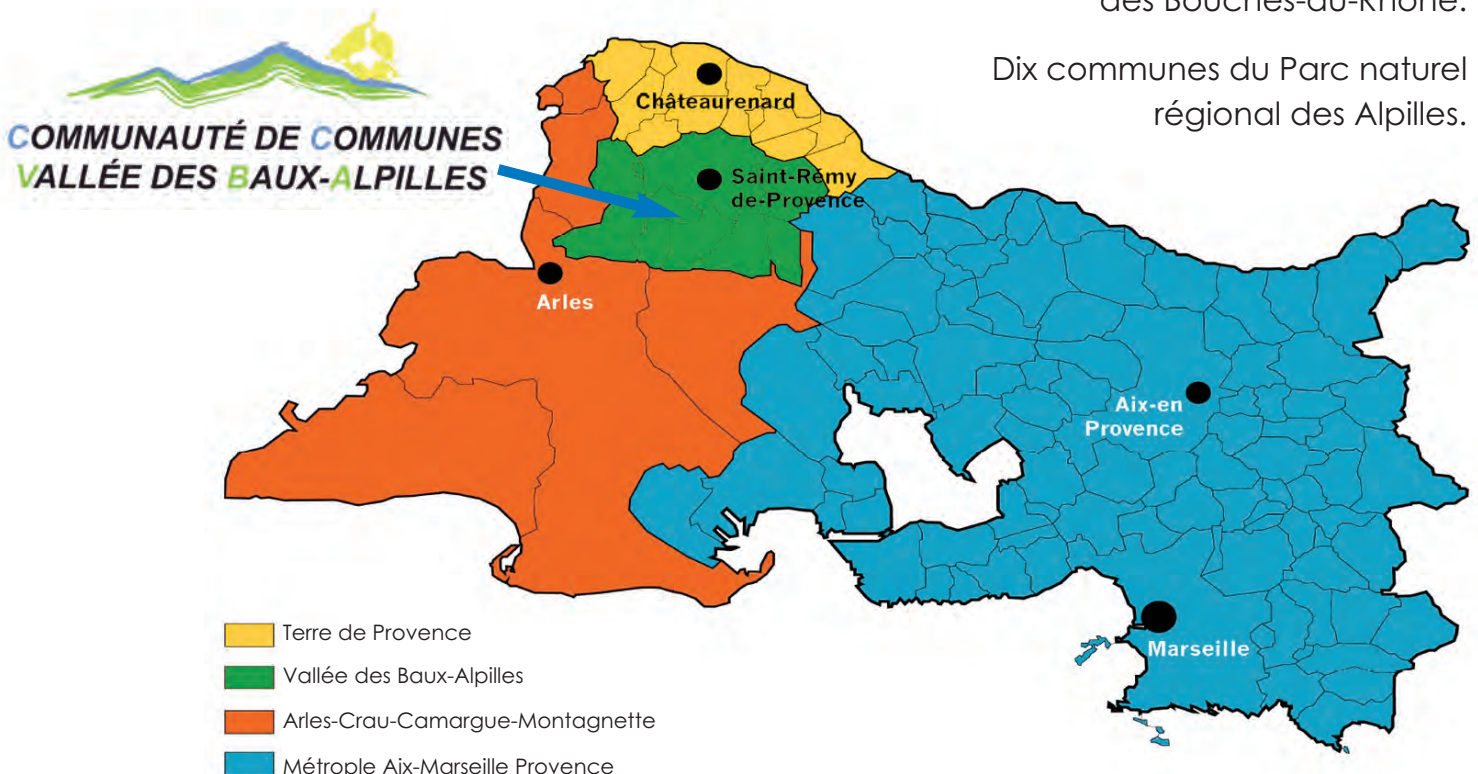 des Bouches-du-Rhône.
Dix communes du Parc naturel
régional des Alpilles.
COMMUNAUTÉ DE COMMUNES
VALLÉE DES BAUX-ALPILLES
Châteaurenard
Saint-Rémy
de-Provence
Arles
Aix-en
Provence
Marseille
Terre de Provence
Vallée des Baux-Alpilles
Arles-Crau-Camargue-Montagnette
Métrople Aix-Marseille Provence